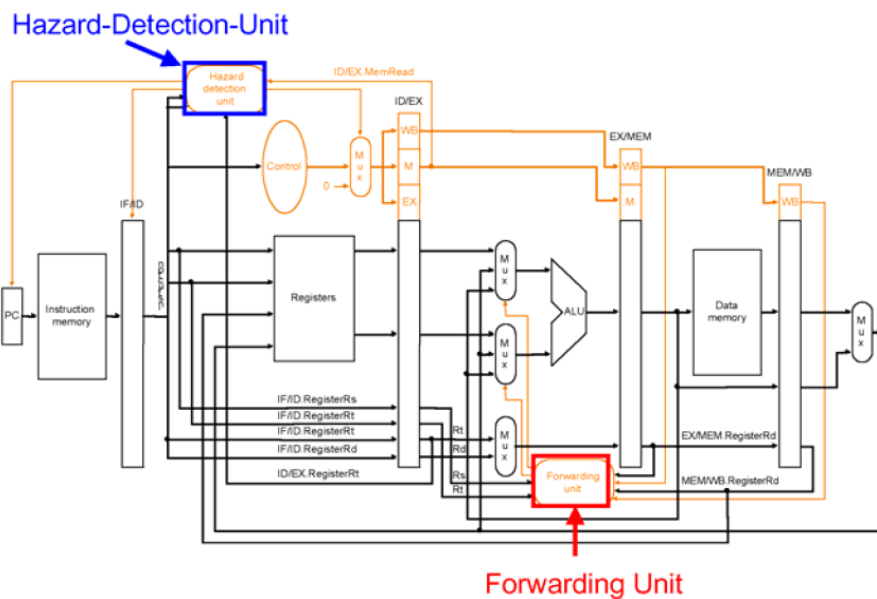 Hazard-Detection-Unit
Hazard
detection
unit
ID/EX.MemRead
ID/EX
WB
EX/MEM
Control
M
u
x
M
WB
MEM/WB
0
EX
M
WB
IF/ID
PC
Instruction
memory
Registers
M
u
x
ALU
Data
memory
M
u
x
M
u
x
IF/ID.RegisterRs
IF/ID.RegisterRt
IF/ID.RegisterRt
Rt
M
u
x
EX/MEM.RegisterRd
IF/ID.RegisterRd
Rd
ID/EX.RegisterRt
Rs
Rt
Forwarding
unit
MEM/WB.RegisterRd
Forwarding Unit